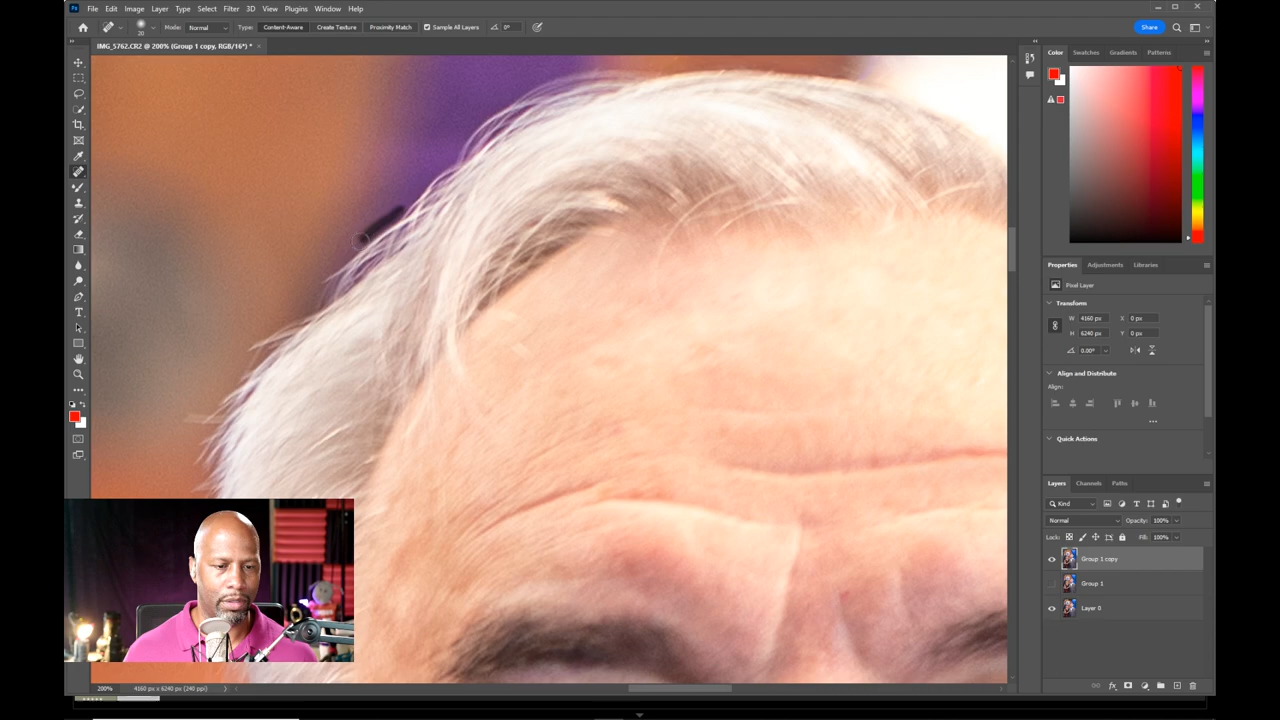 Ps File Edit Image Layer Type Select Filter 3D View Plugins Window Help
20 Mode: Normal Type: Content-Aware Create Texture Proximity Match Sample All Layers 0° Share
IMG_5762.CR2 @ 200% (Group 1 copy, RGB/16*) * ×
Color Swatches Gradients Patterns
Properties Adjustments Libraries
Pixel Layer
Transform
W 4160 px X 0 px
H 6240 px Y 0 px
0.00°
Align and Distribute
Align:
Quick Actions
Layers Channels Paths
Kind
Normal Opacity: 100%
Lock: Fill: 100%
Group 1 copy
Group 1
Layer 0
200% 4160 px x 6240 px (240 ppi)